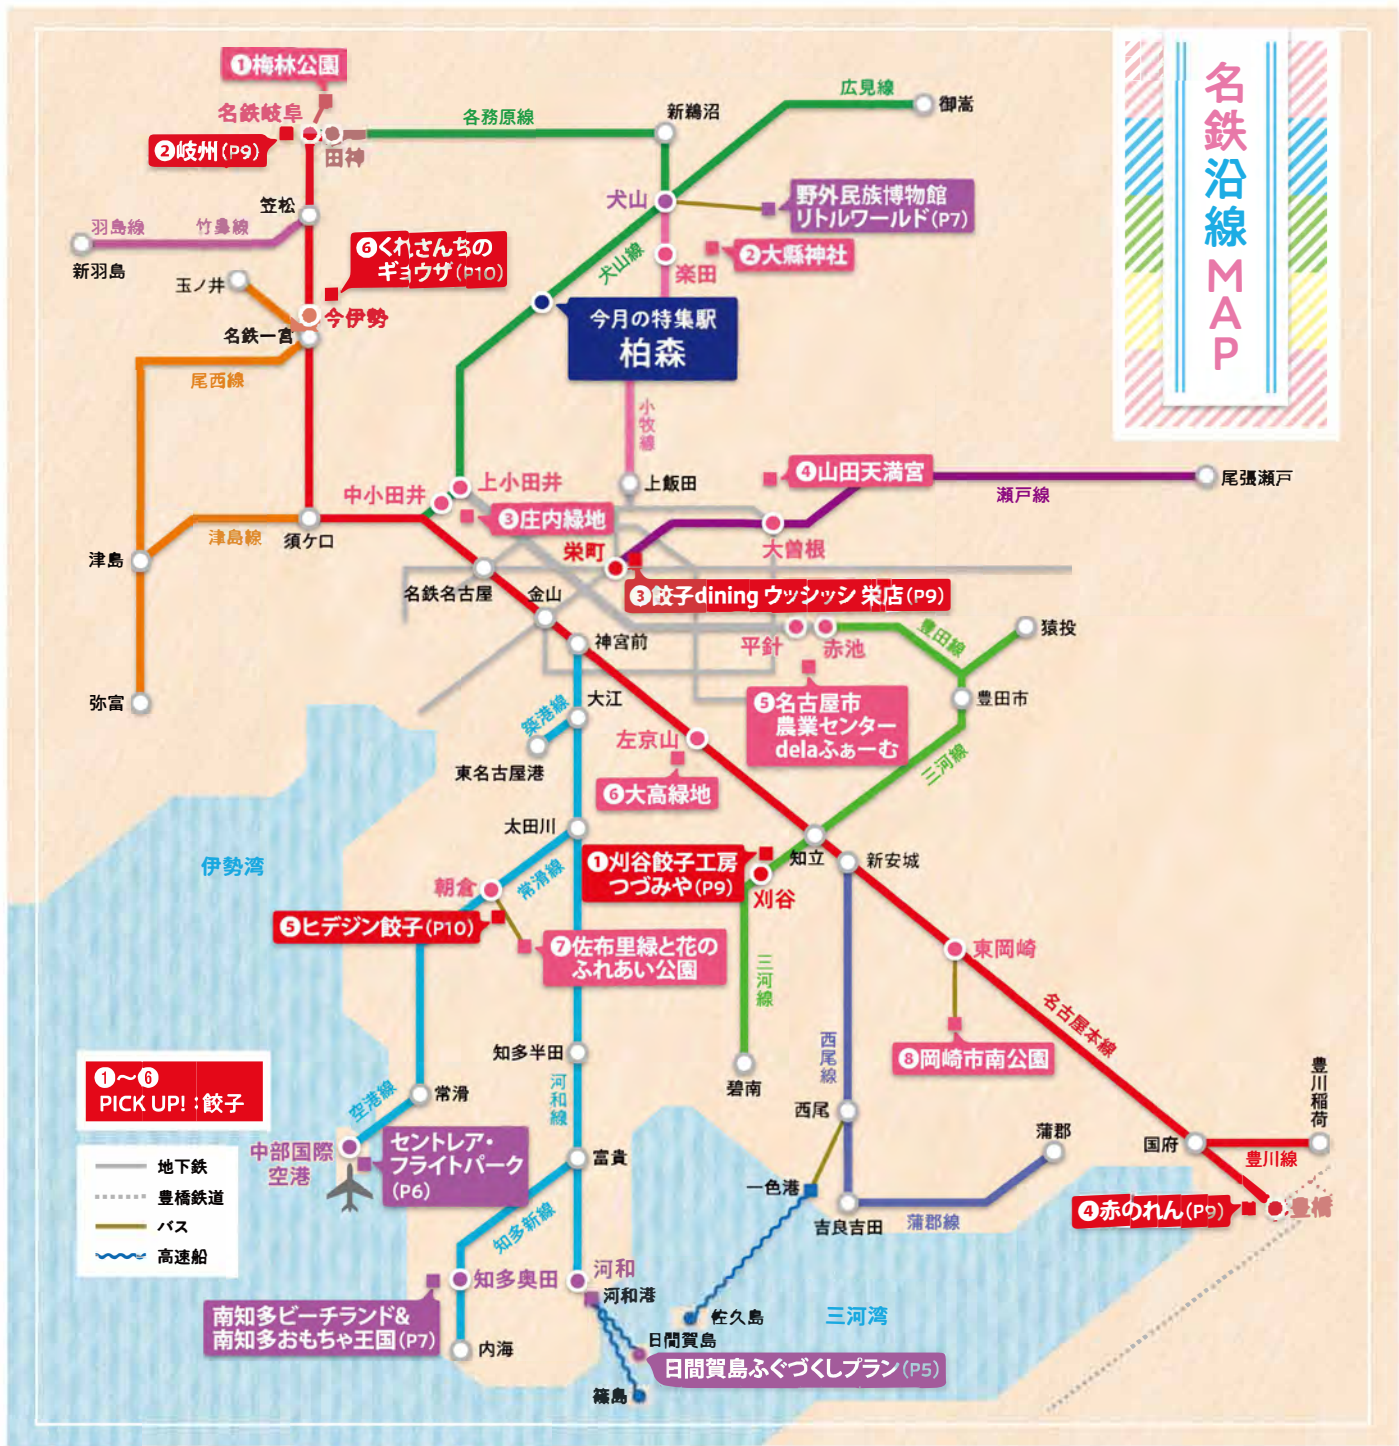 名鉄沿線MAP
❶梅林公園
名鉄岐阜
❷岐州(P9)
田神
各務原線
新鵜沼
広見線
御嵩
笠松
羽島線
竹鼻線
新羽島
犬山
野外民族博物館
リトルワールド(P7)
❷大縣神社
楽田
犬山線
❻くれさんちの
ギョウザ(P10)
玉ノ井
今伊勢
名鉄一宮
尾西線
今月の特集駅
柏森
小牧線
上飯田
❹山田天満宮
瀬戸線
尾張瀬戸
中小田井
上小田井
❸庄内緑地
大曽根
栄町
❸餃子dining ウッシッシ 栄店(P9)
津島線
須ケ口
津島
名鉄名古屋
金山
神宮前
平針
赤池
豊田線
猿投
豊田市
三河線
弥富
大江
築港線
東名古屋港
左京山
❻大高緑地
❺名古屋市
農業センター
delaふぁーむ
太田川
常滑線
朝倉
❺ヒデジン餃子(P10)
❼佐布里緑と花の
ふれあい公園
❶刈谷餃子工房
つづみや(P9)
刈谷
知立
新安城
伊勢湾
三河線
東岡崎
名古屋本線
❽岡崎市南公園
知多半田
河和線
碧南
西尾線
西尾
❶～❻
PICK UP!：餃子
地下鉄
豊橋鉄道
バス
高速船
常滑
空港線
中部国際
空港
セントレア・
フライトパーク
(P6)
富貴
知多新線
一色港
吉良吉田
蒲郡線
蒲郡
国府
豊川稲荷
豊川線
❹赤のれん(P9)
豊橋
知多奥田
南知多ビーチランド&
南知多おもちゃ王国(P7)
内海
河和
河和港
佐久島
三河湾
日間賀島
日間賀島ふぐづくしプラン(P5)
篠島